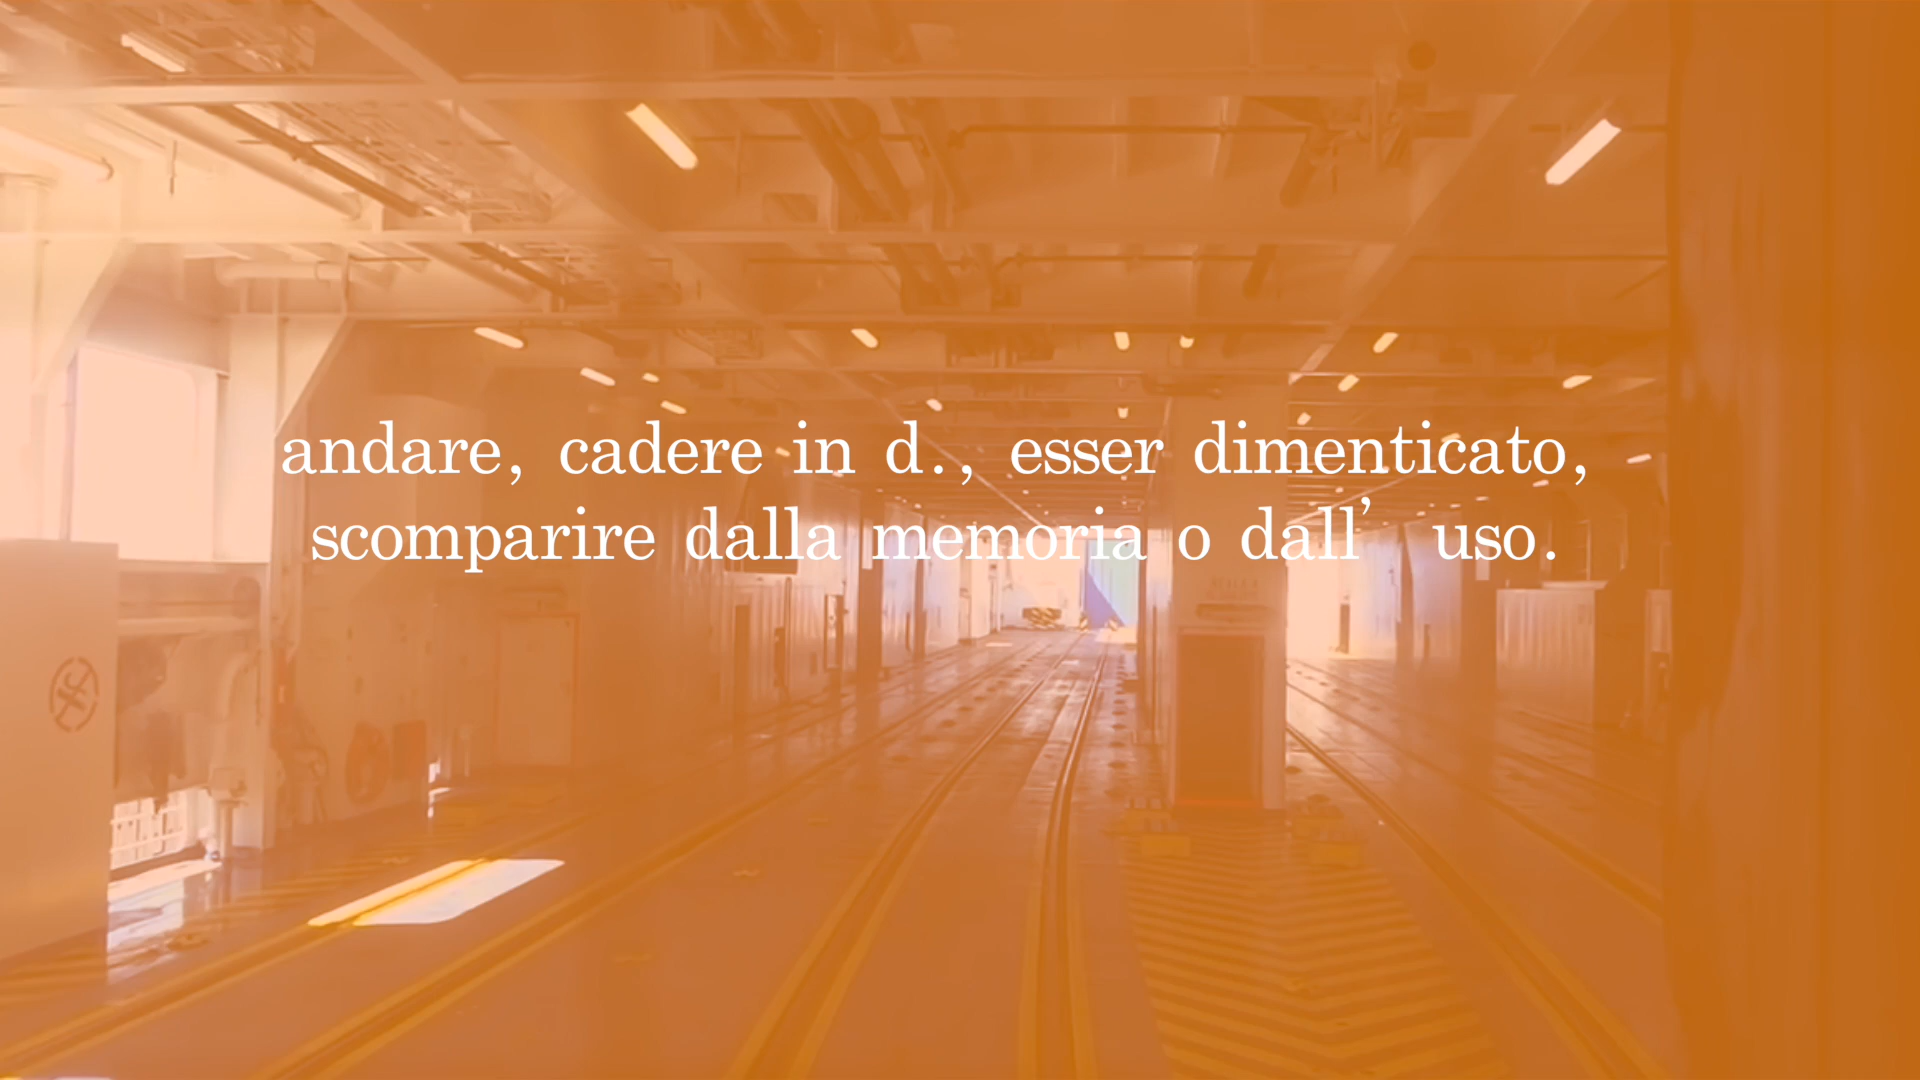 andare, cadere in d., esser dimenticato,
scomparire dalla memoria o dall’ uso.